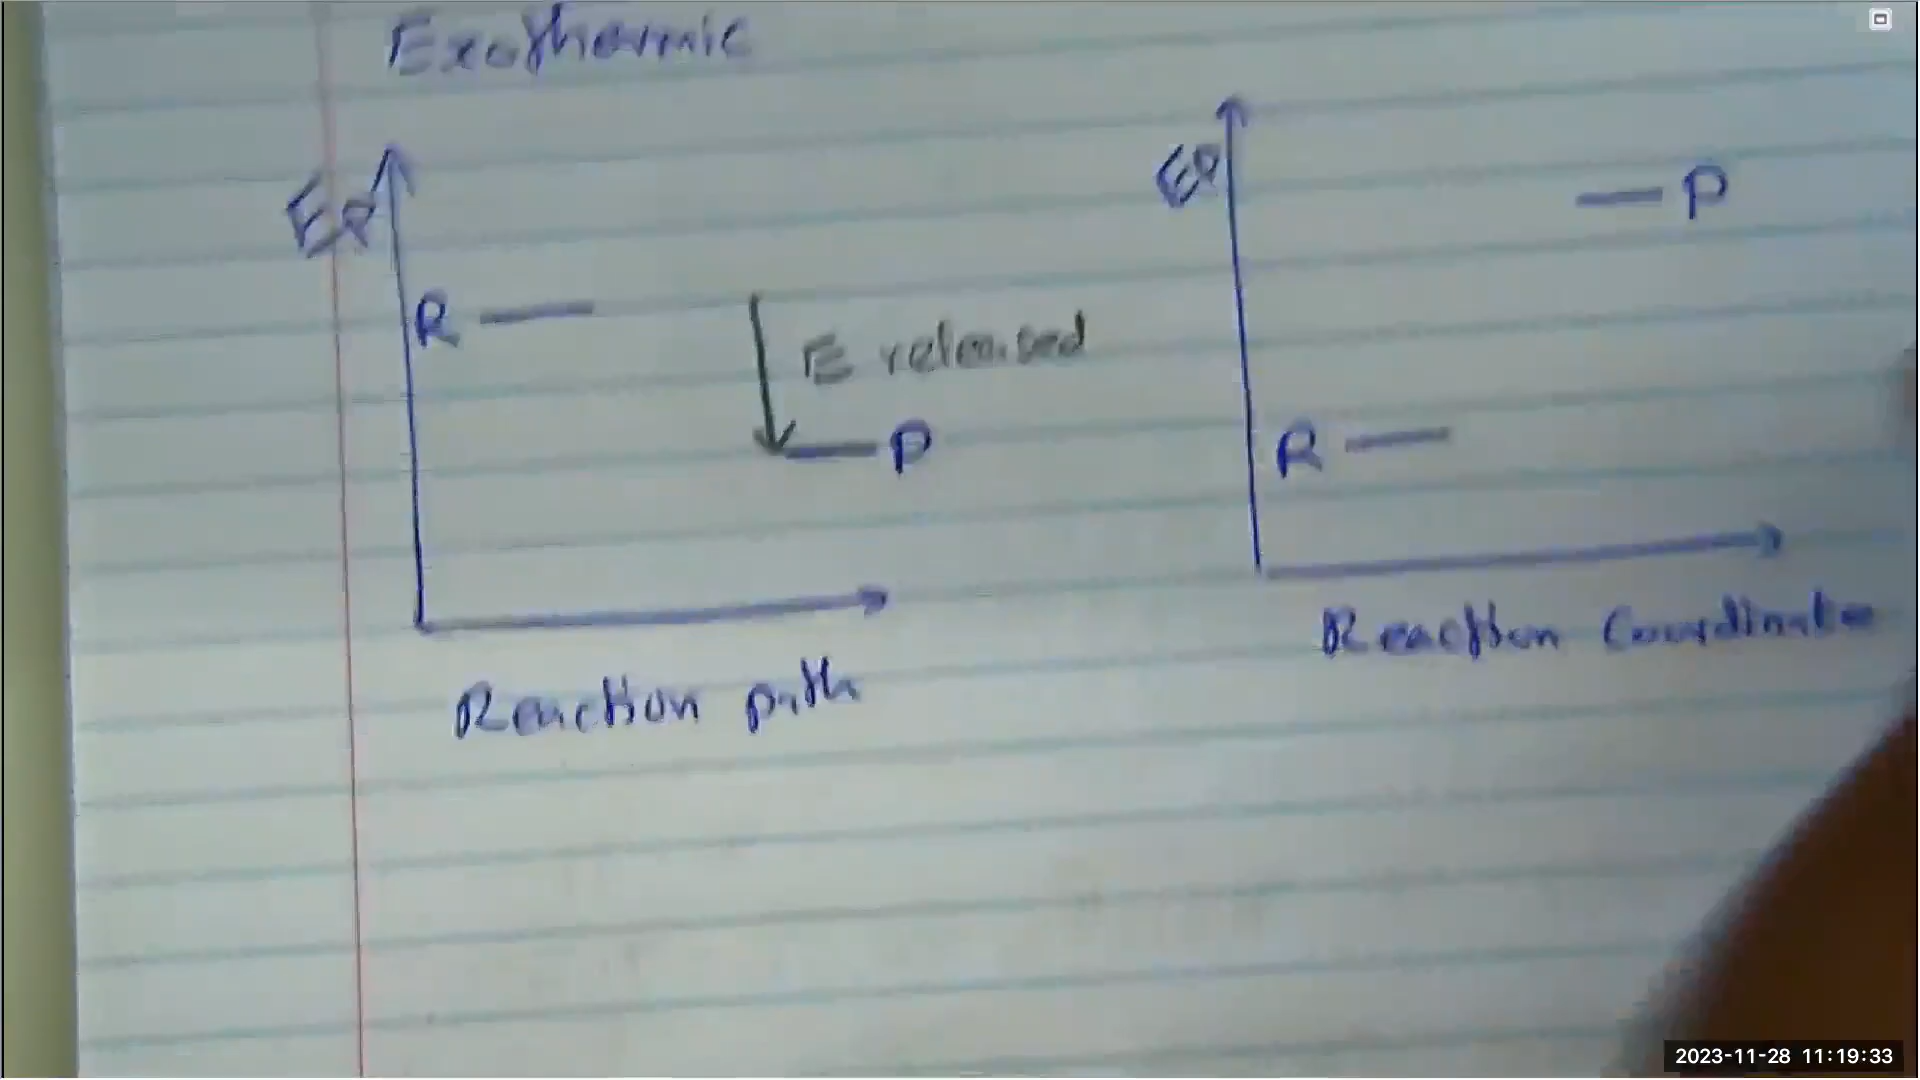 Exothermic
Ep
R
E released
P
Reaction path
Ep
P
R
Reaction Coordinate
2023-11-28 11:19:33